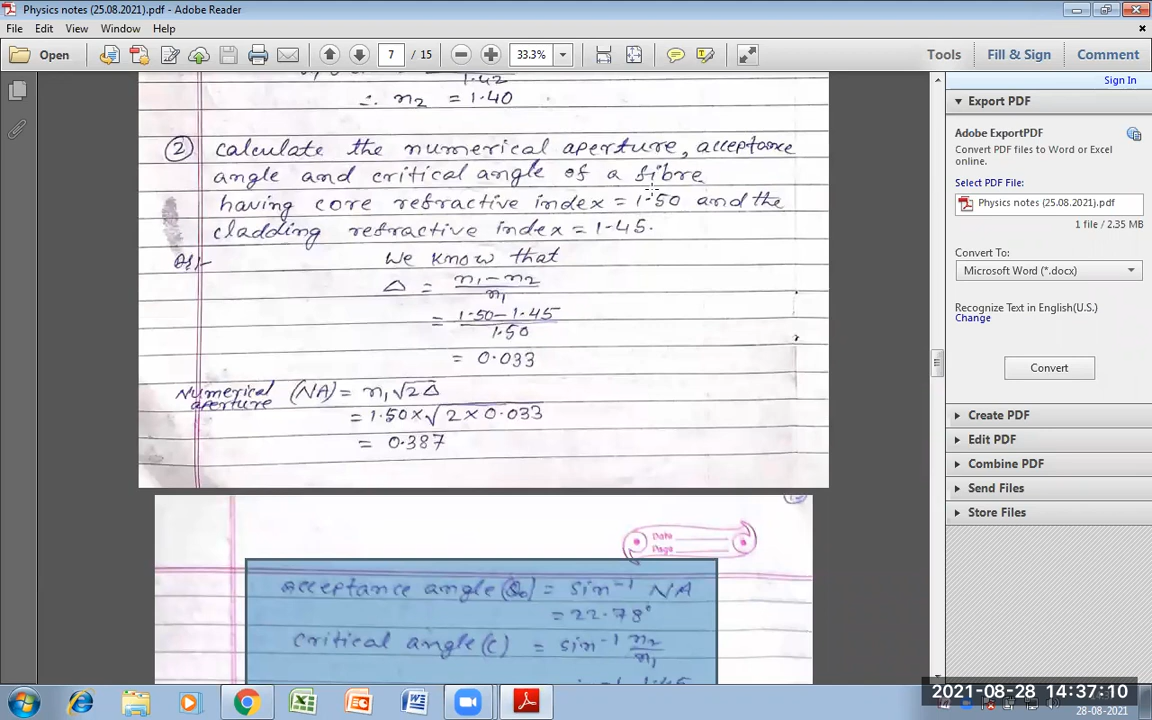 Physics notes (25.08.2021).pdf - Adobe Reader
File Edit View Window Help
Open 7 / 15 33.3% Tools Fill & Sign Comment
Sign In
1.42
∴ n2 = 1.40
② Calculate the numerical aperture, acceptance
angle and critical angle of a fibre
having core refractive index = 1.50 and the
cladding refractive index = 1.45.
We know that
Δ = n1 - n2
n1
= 1.50 - 1.45
1.50
= 0.033
Numerical aperture (NA) = n1 √2Δ
= 1.50 × √2 × 0.033
= 0.387
Date
Page
acceptance angle (θ0) = sin⁻¹ NA
= 22.78°
critical angle (c) = sin⁻¹ n2
n1
Export PDF
Adobe ExportPDF
Convert PDF files to Word or Excel
online.
Select PDF File:
Physics notes (25.08.2021).pdf
1 file / 2.35 MB
Convert To:
Microsoft Word (*.docx)
Recognize Text in English(U.S.)
Change
Convert
Create PDF
Edit PDF
Combine PDF
Send Files
Store Files
2021-08-28 14:37:10
28-08-2021